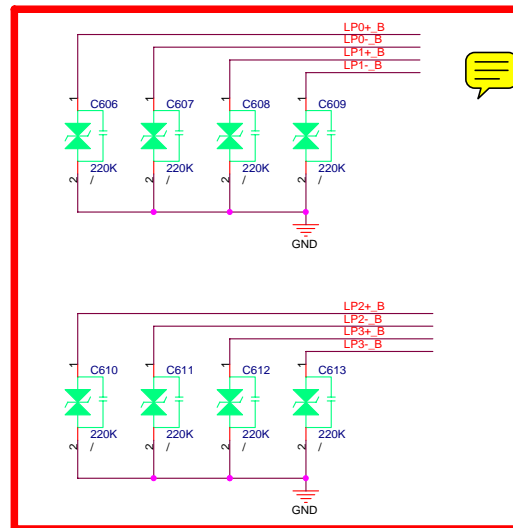 LP0+_B
LP0-_B
LP1+_B
LP1-_B
1 C606 1 C607 1 C608 1 C609
2 220K 2 220K 2 220K 2 220K
/ / / /
GND
LP2+_B
LP2-_B
LP3+_B
LP3-_B
1 C610 1 C611 1 C612 1 C613
2 220K 2 220K 2 220K 2 220K
/ / / /
GND